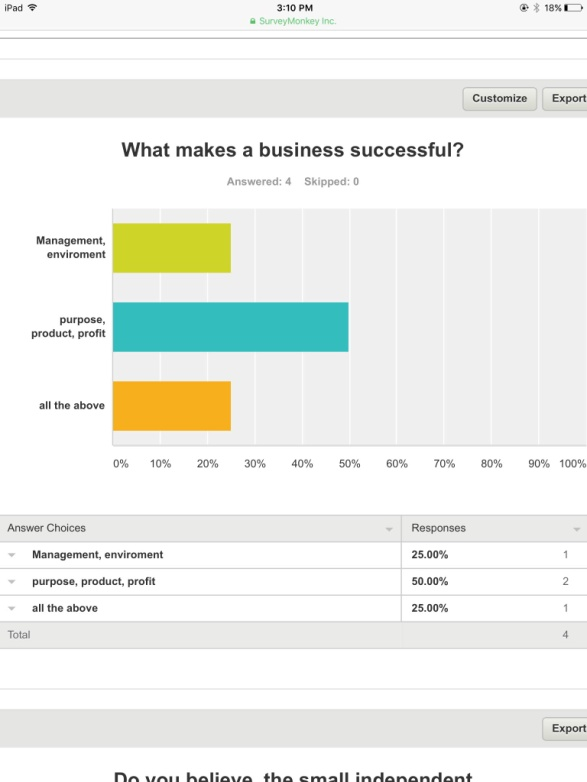 iPad 3:10 PM 18%
SurveyMonkey Inc.
Customize Export
What makes a business successful?
Answered: 4 Skipped: 0
Management,
enviroment
purpose,
product, profit
all the above
0% 10% 20% 30% 40% 50% 60% 70% 80% 90% 100%
Answer Choices Responses
Management, enviroment 25.00% 1
purpose, product, profit 50.00% 2
all the above 25.00% 1
Total 4
Export
Do you believe, the small independent